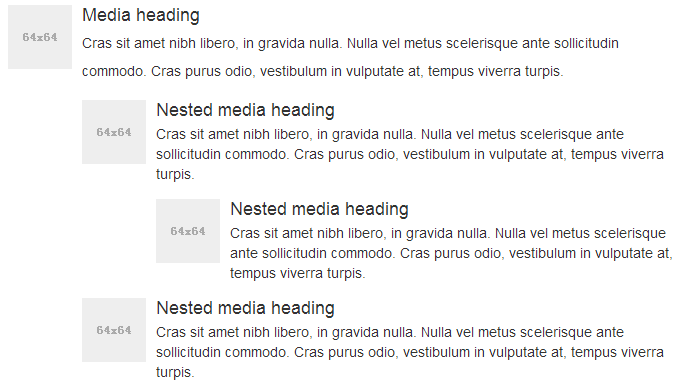 64x64
Media heading
Cras sit amet nibh libero, in gravida nulla. Nulla vel metus scelerisque ante sollicitudin
commodo. Cras purus odio, vestibulum in vulputate at, tempus viverra turpis.
64x64
Nested media heading
Cras sit amet nibh libero, in gravida nulla. Nulla vel metus scelerisque ante
sollicitudin commodo. Cras purus odio, vestibulum in vulputate at, tempus viverra
turpis.
64x64
Nested media heading
Cras sit amet nibh libero, in gravida nulla. Nulla vel metus scelerisque
ante sollicitudin commodo. Cras purus odio, vestibulum in vulputate at,
tempus viverra turpis.
64x64
Nested media heading
Cras sit amet nibh libero, in gravida nulla. Nulla vel metus scelerisque ante
sollicitudin commodo. Cras purus odio, vestibulum in vulputate at, tempus viverra
turpis.